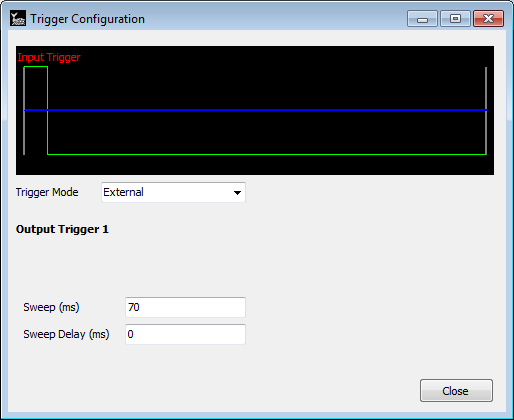 Trigger Configuration
Input Trigger
Trigger Mode External
Output Trigger 1
Sweep (ms) 70
Sweep Delay (ms) 0
Close